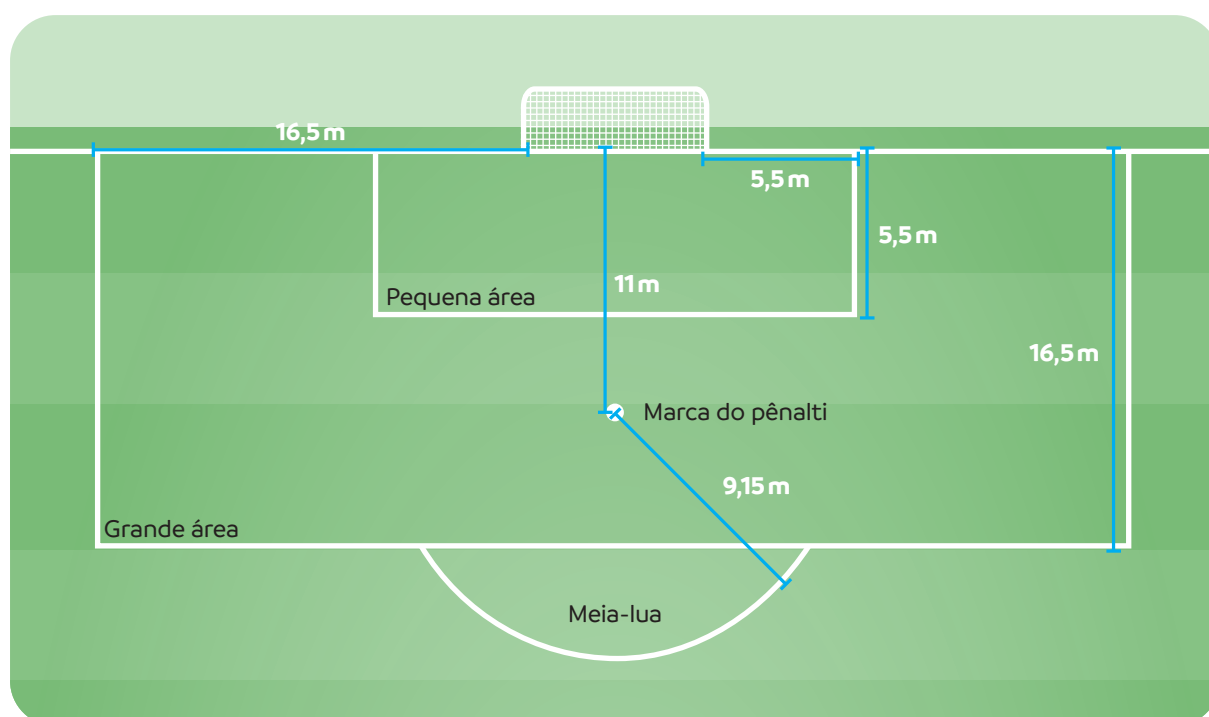 16,5 m
5,5 m
5,5 m
11 m
Pequena área
16,5 m
Marca do pênalti
9,15 m
Grande área
Meia-lua